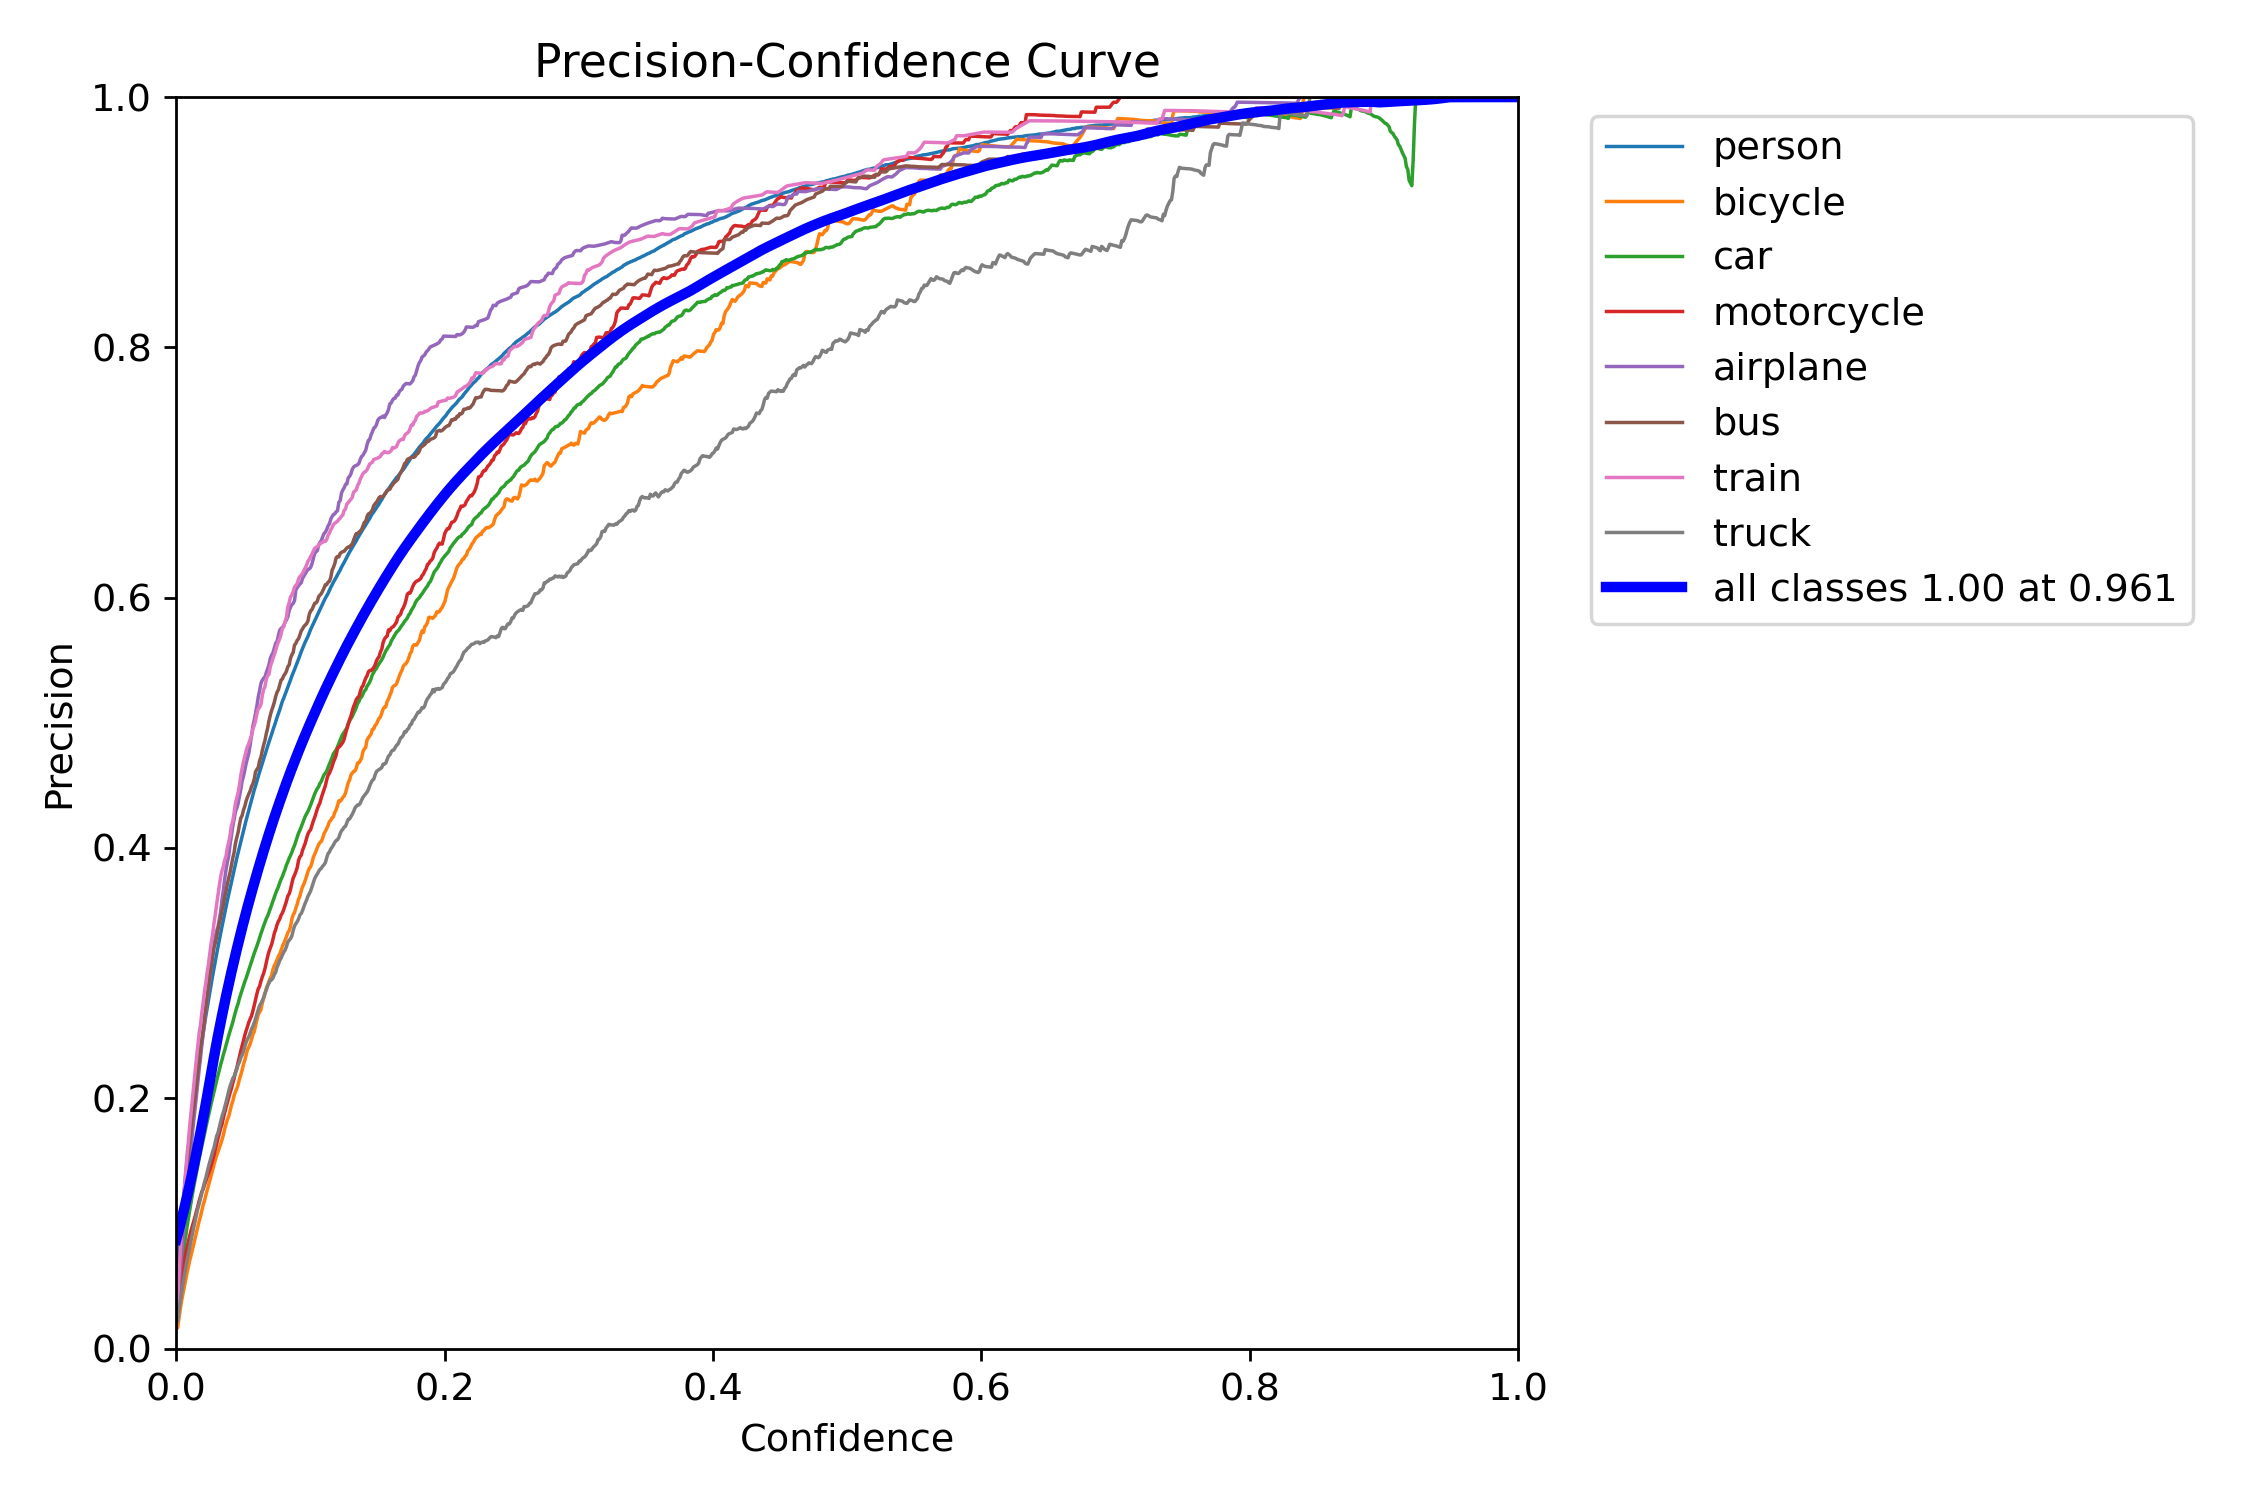 Precision-Confidence Curve
1.0
0.8
0.6
0.4
0.2
0.0
Precision
0.0 0.2 0.4 0.6 0.8 1.0
Confidence
person
bicycle
car
motorcycle
airplane
bus
train
truck
all classes 1.00 at 0.961